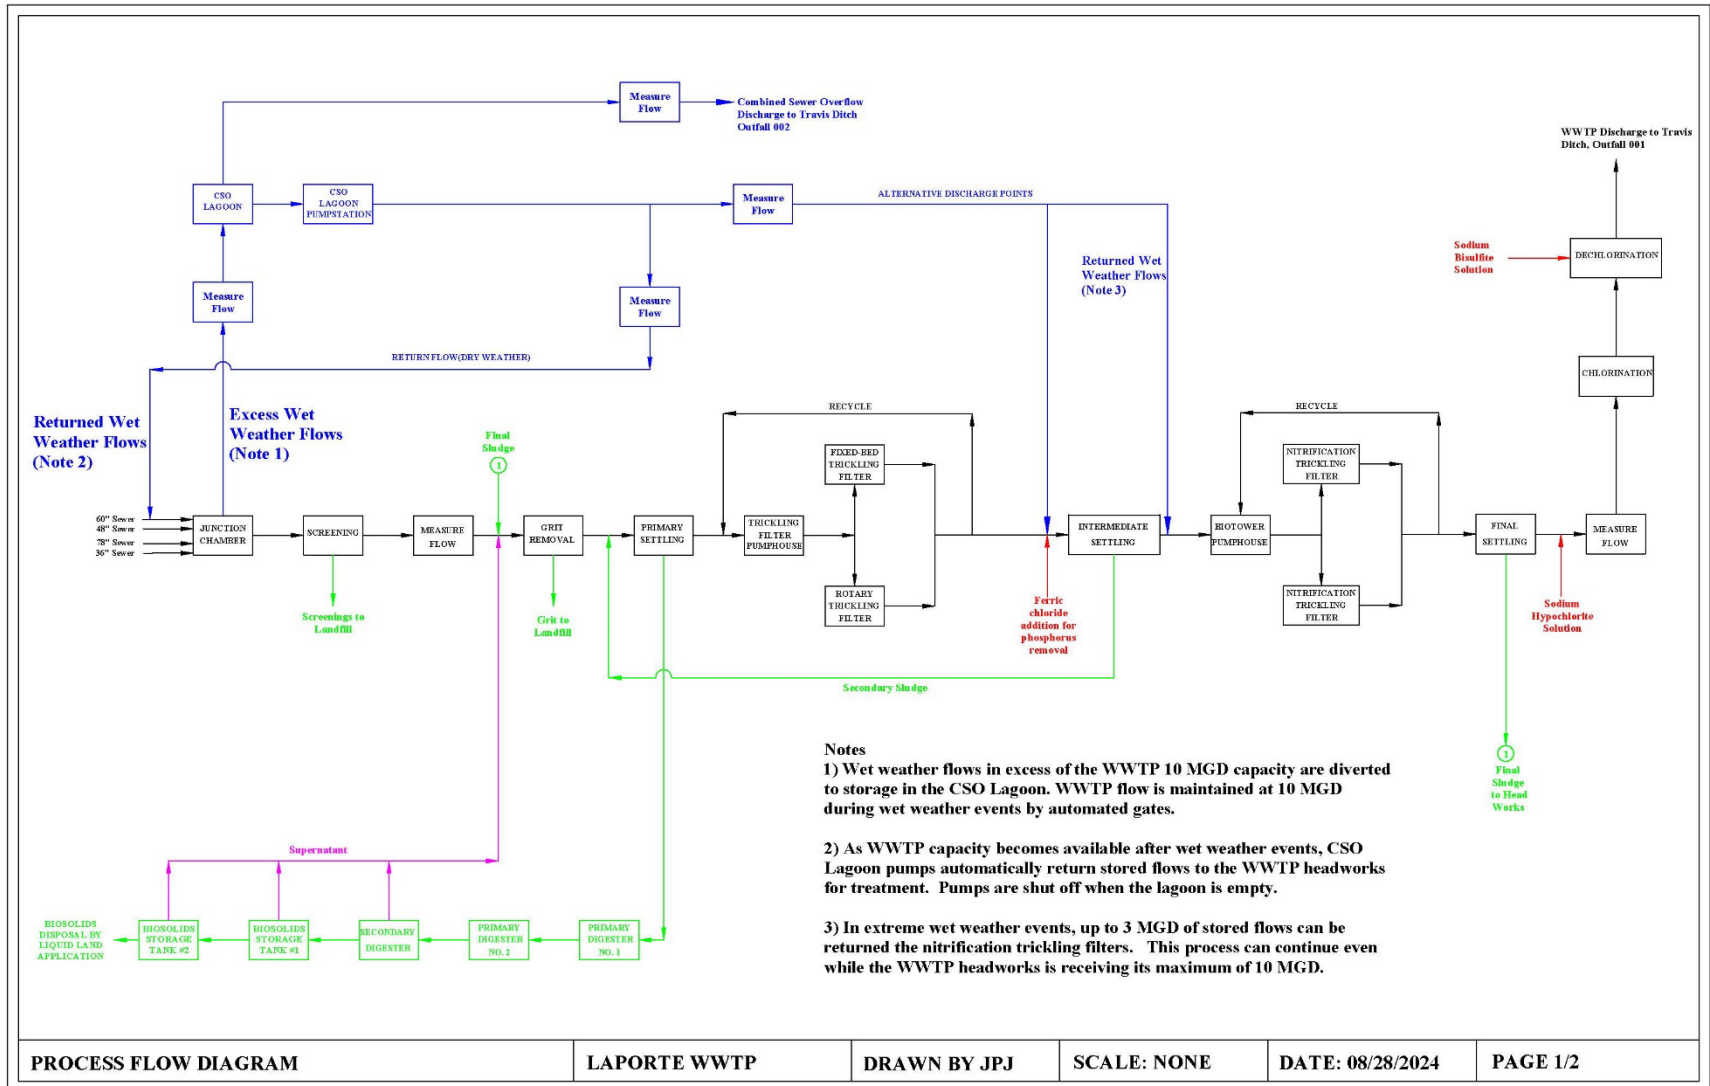 Measure
Flow
Combined Sewer Overflow
Discharge to Travis Ditch
Outfall 002
WWTP Discharge to Travis
Ditch, Outfall 001
CSO
LAGOON
CSO
LAGOON
PUMPSTATION
Measure
Flow
ALTERNATIVE DISCHARGE POINTS
Sodium
Bisulfite
Solution
DECHLORINATION
Measure
Flow
Measure
Flow
Returned Wet
Weather Flows
(Note 3)
RETURN FLOW(DRY WEATHER)
CHLORINATION
Returned Wet
Weather Flows
(Note 2)
Excess Wet
Weather Flows
(Note 1)
Final
Sludge
1
RECYCLE
RECYCLE
FIXED-BED
TRICKLING
FILTER
NITRIFICATION
TRICKLING
FILTER
60" Sewer
48" Sewer
78" Sewer
36" Sewer
JUNCTION
CHAMBER
SCREENING
MEASURE
FLOW
GRIT
REMOVAL
PRIMARY
SETTLING
TRICKLING
FILTER
PUMPHOUSE
INTERMEDIATE
SETTLING
BIOTOWER
PUMPHOUSE
FINAL
SETTLING
MEASURE
FLOW
ROTARY
TRICKLING
FILTER
NITRIFICATION
TRICKLING
FILTER
Screenings to
Landfill
Grit to
Landfill
Ferric
chloride
addition for
phosphorus
removal
Sodium
Hypochlorite
Solution
Secondary Sludge
1
Final
Sludge
to Head
Works
Notes
1) Wet weather flows in excess of the WWTP 10 MGD capacity are diverted
to storage in the CSO Lagoon. WWTP flow is maintained at 10 MGD
during wet weather events by automated gates.
2) As WWTP capacity becomes available after wet weather events, CSO
Lagoon pumps automatically return stored flows to the WWTP headworks
for treatment. Pumps are shut off when the lagoon is empty.
3) In extreme wet weather events, up to 3 MGD of stored flows can be
returned the nitrification trickling filters. This process can continue even
while the WWTP headworks is receiving its maximum of 10 MGD.
Supernatant
BIOSOLIDS
DISPOSAL BY
LIQUID LAND
APPLICATION
BIOSOLIDS
STORAGE
TANK #2
BIOSOLIDS
STORAGE
TANK #1
SECONDARY
DIGESTER
PRIMARY
DIGESTER
NO. 2
PRIMARY
DIGESTER
NO. 1
PROCESS FLOW DIAGRAM
LAPORTE WWTP
DRAWN BY JPJ
SCALE: NONE
DATE: 08/28/2024
PAGE 1/2